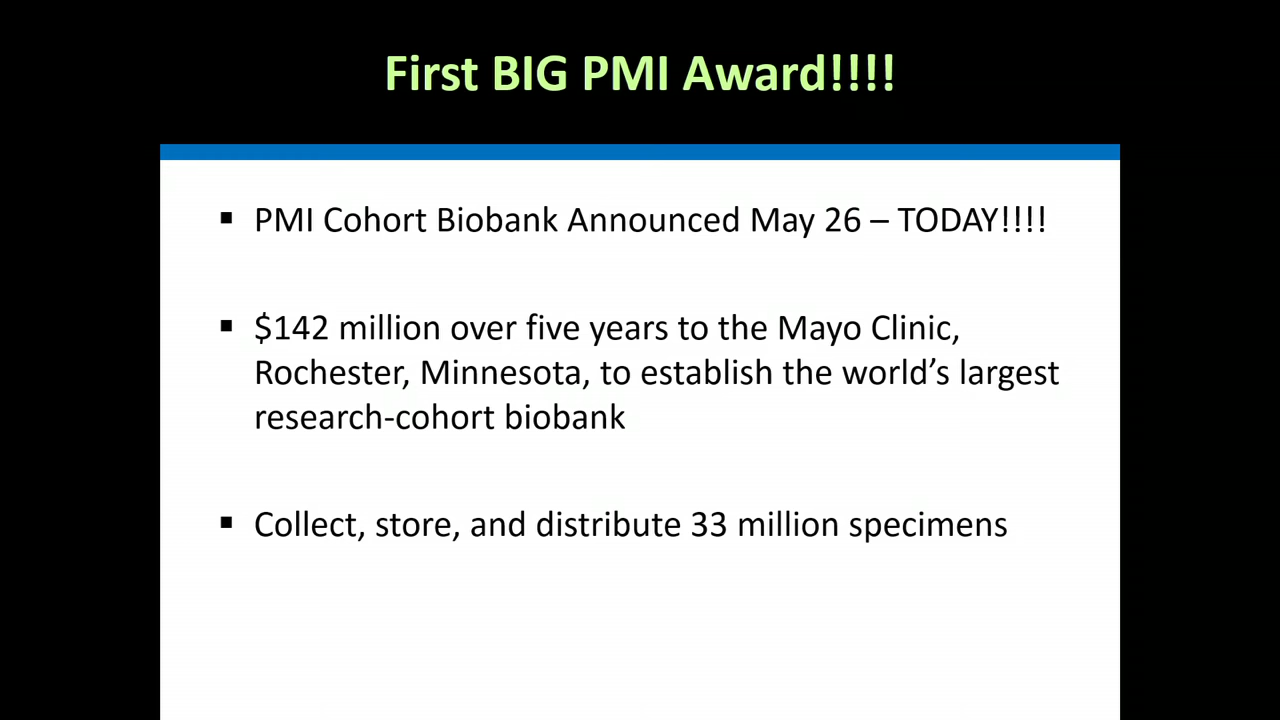 First BIG PMI Award!!!!
▪ PMI Cohort Biobank Announced May 26 – TODAY!!!!
▪ $142 million over five years to the Mayo Clinic,
Rochester, Minnesota, to establish the world’s largest
research-cohort biobank
▪ Collect, store, and distribute 33 million specimens